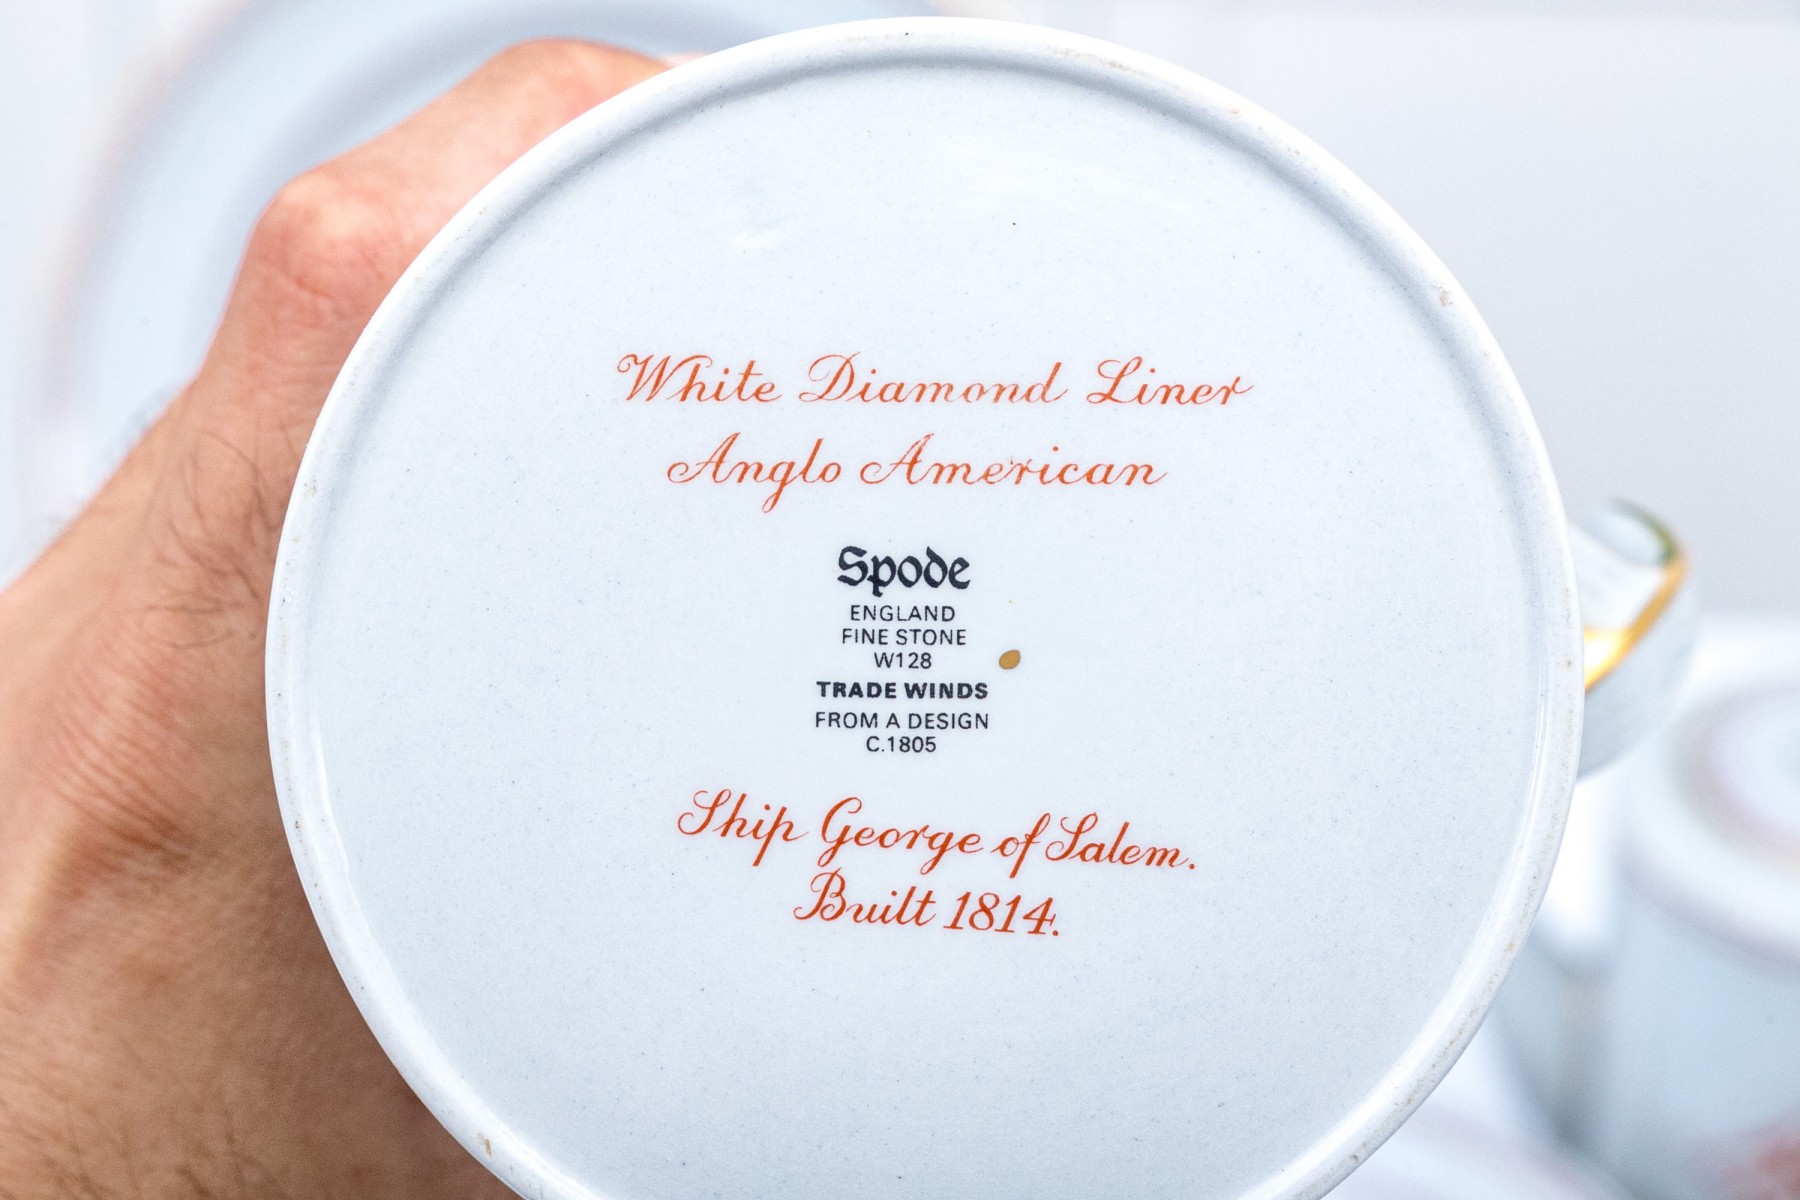 White Diamond Liner
Anglo American
Spode
ENGLAND
FINE STONE
W128
TRADE WINDS
FROM A DESIGN
C.1805
Ship George of Salem.
Built 1814.